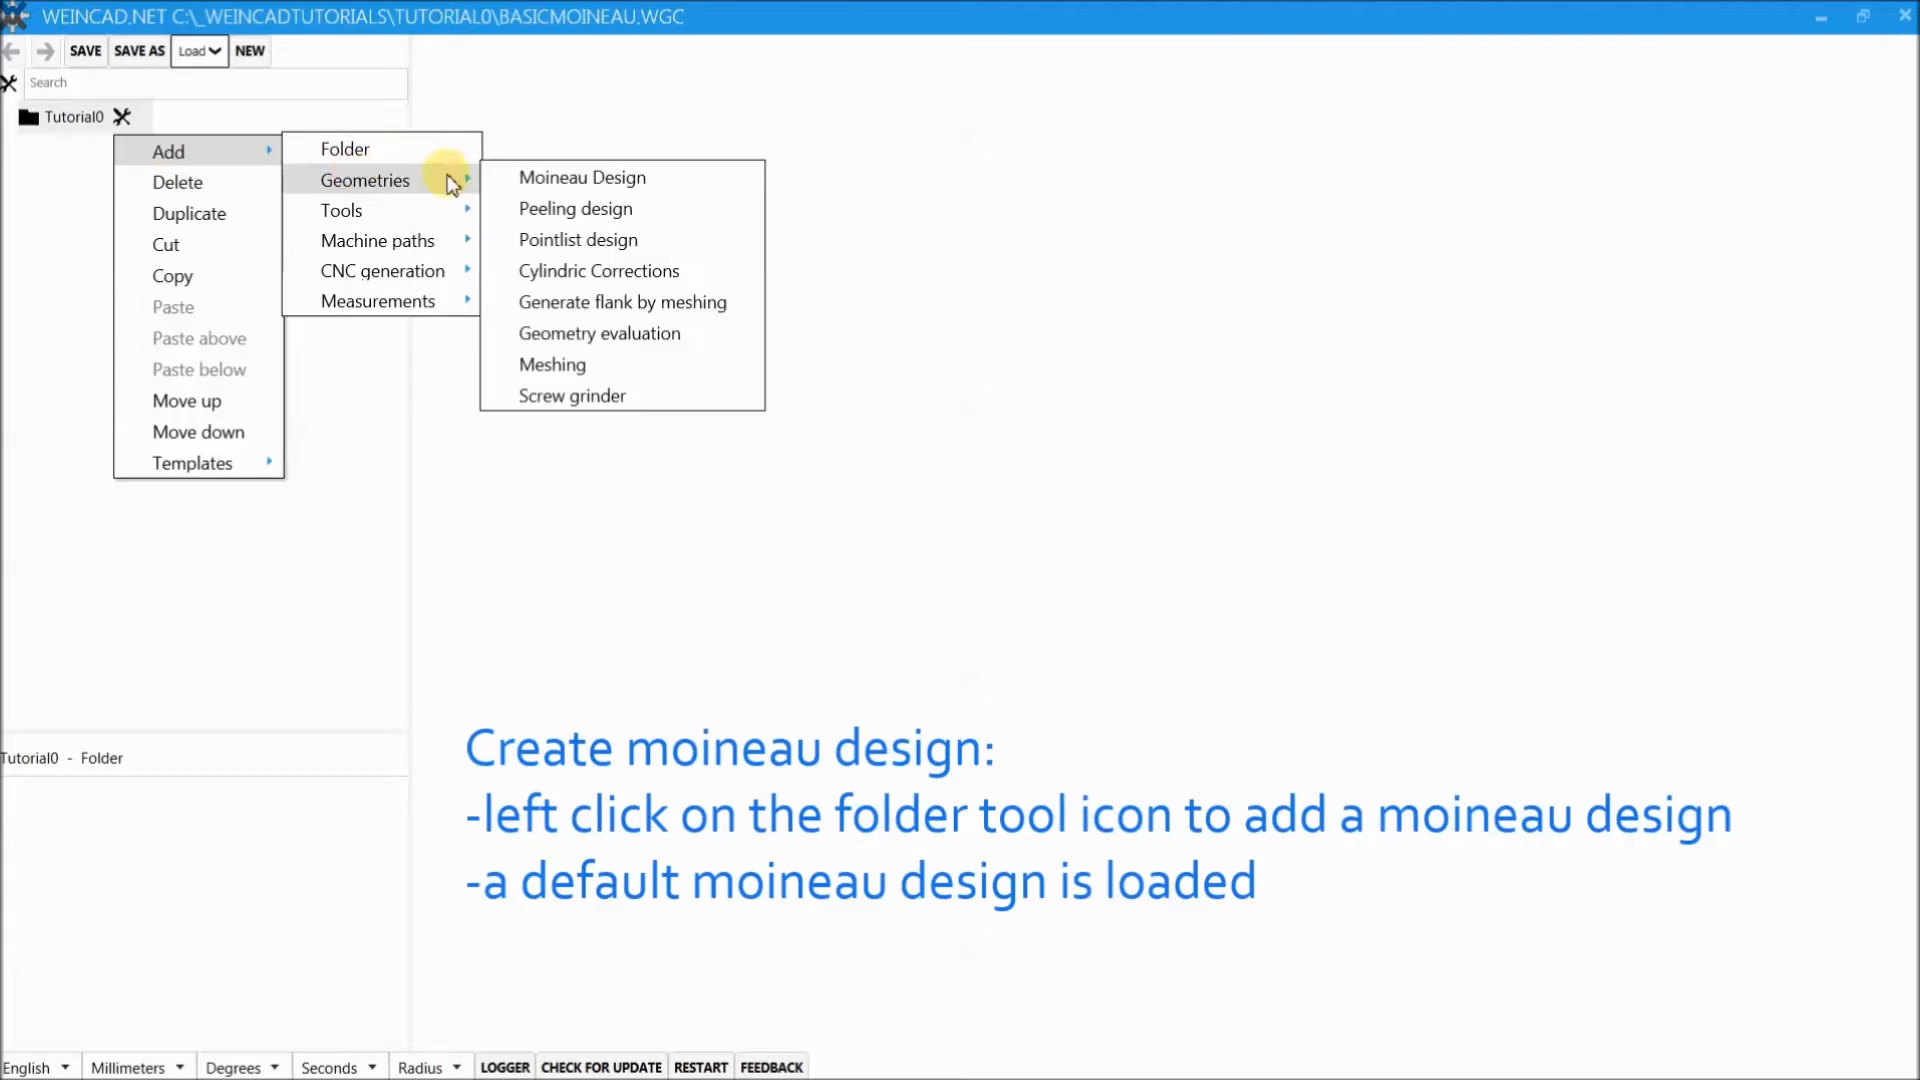 WEINCAD.NET C:\_WEINCADTUTORIALS\TUTORIAL0\BASICMOINEAU.WGC
SAVE SAVE AS Load NEW
Search
Tutorial0
Add
Delete
Duplicate
Cut
Copy
Paste
Paste above
Paste below
Move up
Move down
Templates
Folder
Geometries
Tools
Machine paths
CNC generation
Measurements
Moineau Design
Peeling design
Pointlist design
Cylindric Corrections
Generate flank by meshing
Geometry evaluation
Meshing
Screw grinder
Tutorial0 - Folder
Create moineau design:
-left click on the folder tool icon to add a moineau design
-a default moineau design is loaded
English Millimeters Degrees Seconds Radius LOGGER CHECK FOR UPDATE RESTART FEEDBACK